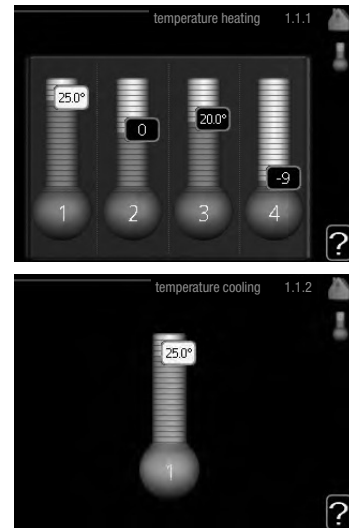 temperature heating 1.1.1
25.0°
0
20.0°
-9
1 2 3 4
?
temperature cooling 1.1.2
25.0°
1
?